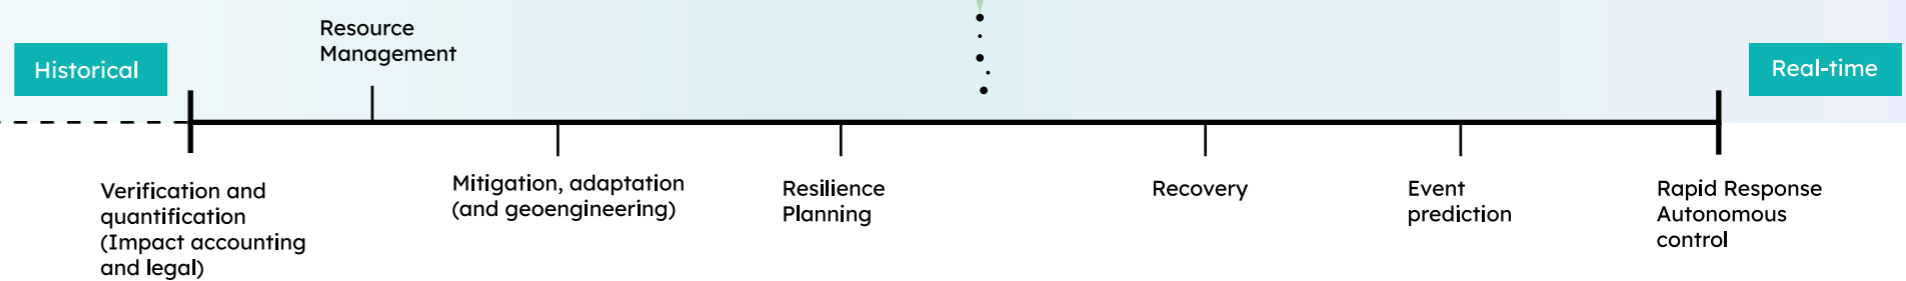 Resource
Management
Historical
Real-time
Verification and
quantification
(Impact accounting
and legal)
Mitigation, adaptation
(and geoengineering)
Resilience
Planning
Recovery
Event
prediction
Rapid Response
Autonomous
control